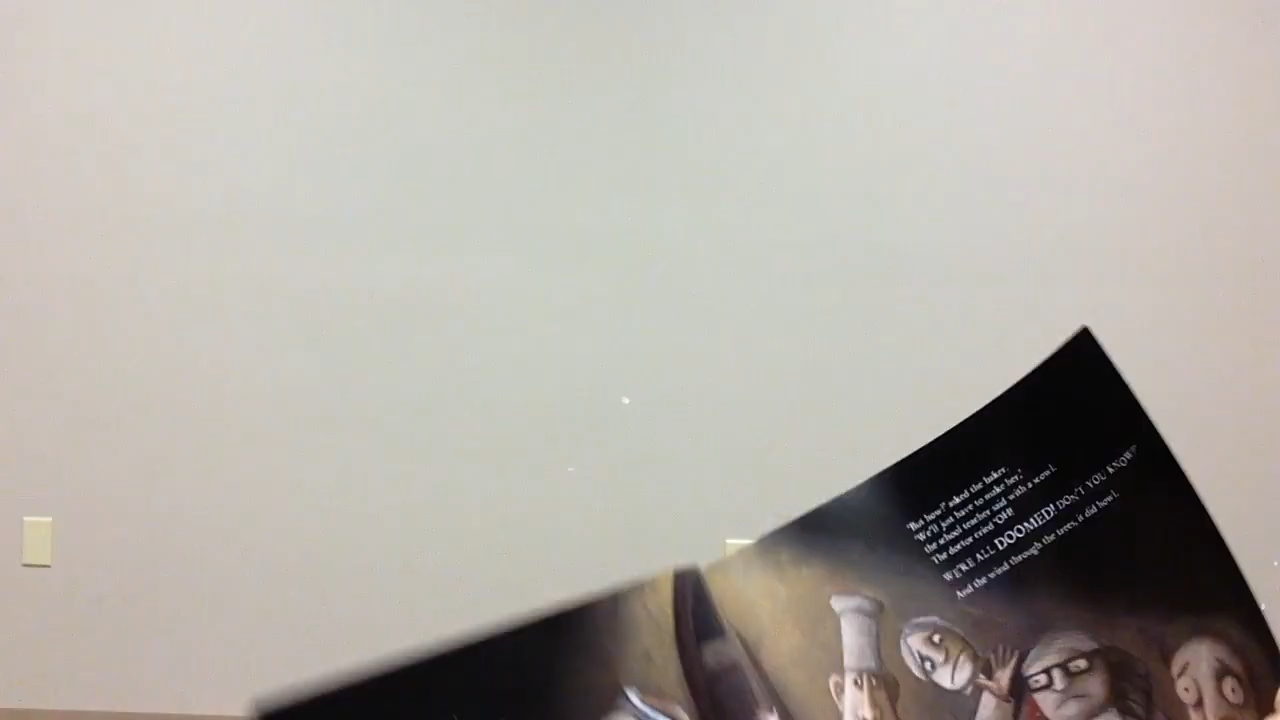 "But how?" asked the baker.
"We'll just have to make her,"
the school teacher said with a scowl.
The doctor cried "OH!
WE'RE ALL DOOMED! DON'T YOU KNOW?"
And the wind through the trees, it did howl.